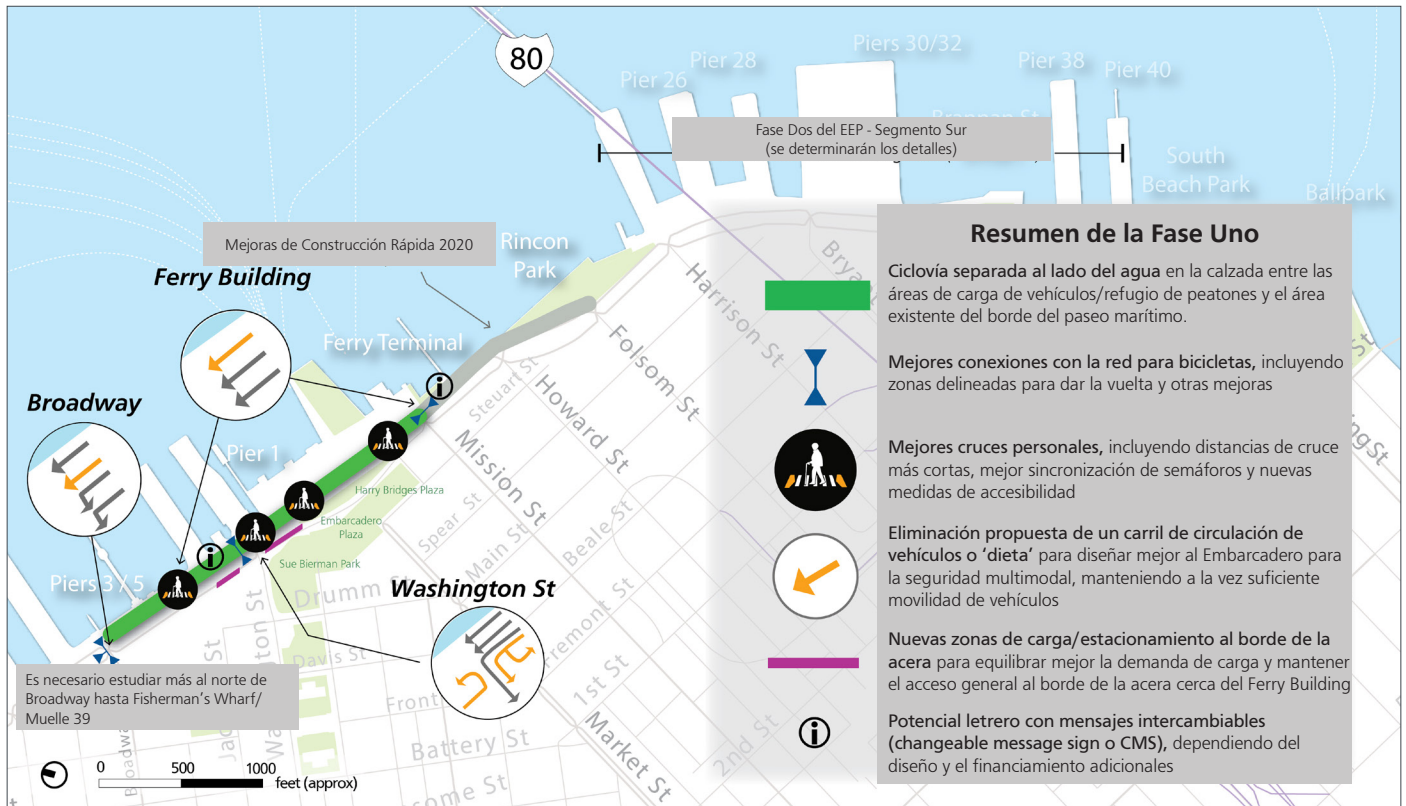 80
Pier 26
Pier 28
Piers 30/32
Pier 38
Pier 40
Brannan St
Fase Dos del EEP - Segmento Sur
(se determinarán los detalles)
South
Beach Park
Ballpark
Mejoras de Construcción Rápida 2020
Rincon
Park
Ferry Building
Ferry Terminal
Broadway
Pier 1
Piers 3 / 5
Harry Bridges Plaza
Embarcadero
Plaza
Sue Bierman Park
Washington St
Steuart St
Howard St
Folsom St
Harrison St
Mission St
Spear St
Main St
Beale St
Fremont St
1st St
2nd St
Market St
Drumm St
Davis St
Front
Battery St
Es necesario estudiar más al norte de
Broadway hasta Fisherman's Wharf/
Muelle 39
0 500 1000
feet (approx)
Resumen de la Fase Uno
Ciclovía separada al lado del agua en la calzada entre las
áreas de carga de vehículos/refugio de peatones y el área
existente del borde del paseo marítimo.
Mejores conexiones con la red para bicicletas, incluyendo
zonas delineadas para dar la vuelta y otras mejoras
Mejores cruces personales, incluyendo distancias de cruce
más cortas, mejor sincronización de semáforos y nuevas
medidas de accesibilidad
Eliminación propuesta de un carril de circulación de
vehículos o 'dieta' para diseñar mejor al Embarcadero para
la seguridad multimodal, manteniendo a la vez suficiente
movilidad de vehículos
Nuevas zonas de carga/estacionamiento al borde de la
acera para equilibrar mejor la demanda de carga y mantener
el acceso general al borde de la acera cerca del Ferry Building
Potencial letrero con mensajes intercambiables
(changeable message sign o CMS), dependiendo del
diseño y el financiamiento adicionales